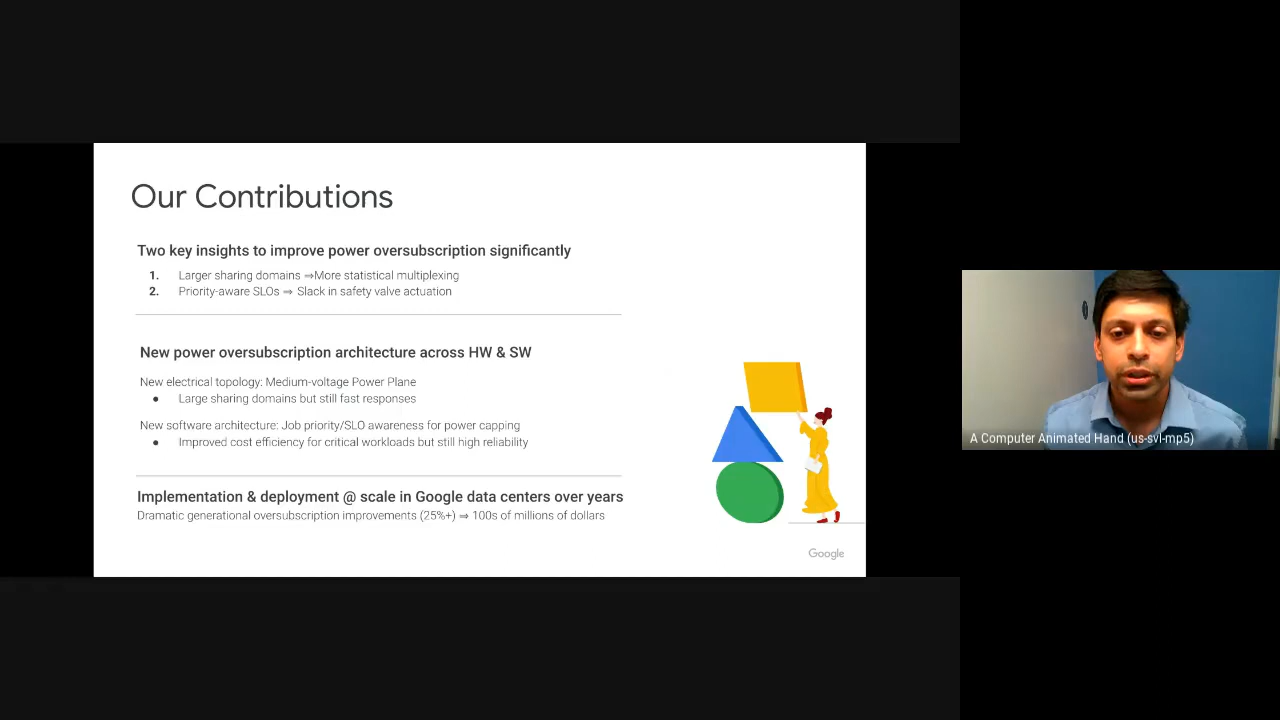 Our Contributions
Two key insights to improve power oversubscription significantly
1. Larger sharing domains ⇒More statistical multiplexing
2. Priority-aware SLOs ⇒ Slack in safety valve actuation
New power oversubscription architecture across HW & SW
New electrical topology: Medium-voltage Power Plane
● Large sharing domains but still fast responses
New software architecture: Job priority/SLO awareness for power capping
● Improved cost efficiency for critical workloads but still high reliability
Implementation & deployment @ scale in Google data centers over years
Dramatic generational oversubscription improvements (25%+) ⇒ 100s of millions of dollars
Google
A Computer Animated Hand (us-svl-mp5)